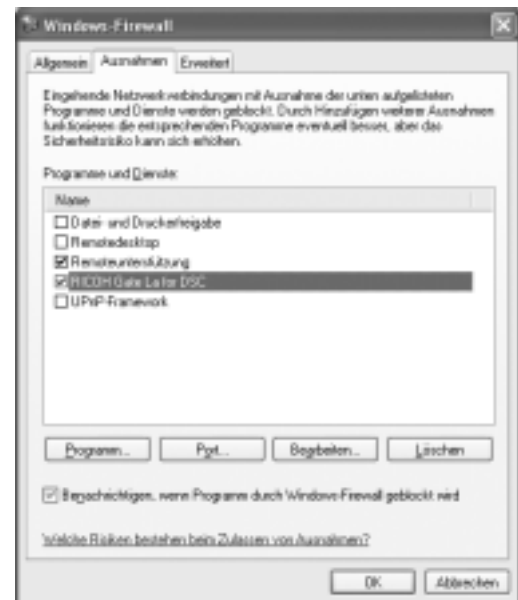 Windows-Firewall
Allgemein Ausnahmen Erweitert
Eingehende Netzwerkverbindungen mit Ausnahme der unten aufgelisteten
Programme und Dienste werden geblockt. Durch Hinzufügen weiterer Ausnahmen
funktionieren die entsprechenden Programme eventuell besser, aber das
Sicherheitsrisiko kann sich erhöhen.
Programme und Dienste:
Name
Datei- und Druckerfreigabe
Remotedesktop
Remoteunterstützung
RICOH Gate La for DSC
UPnP-Framework
Programm... Port... Bearbeiten... Löschen
Benachrichtigen, wenn Programm durch Windows-Firewall geblockt wird
Welche Risiken bestehen beim Zulassen von Ausnahmen?
OK Abbrechen